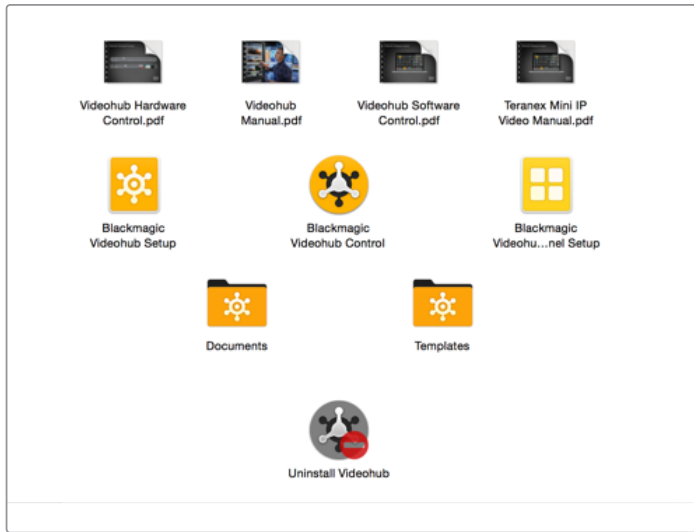 Videohub Hardware
Control.pdf
Videohub
Manual.pdf
Videohub Software
Control.pdf
Teranex Mini IP
Video Manual.pdf
Blackmagic
Videohub Setup
Blackmagic
Videohub Control
Blackmagic
Videohu...nel Setup
Documents
Templates
Uninstall Videohub